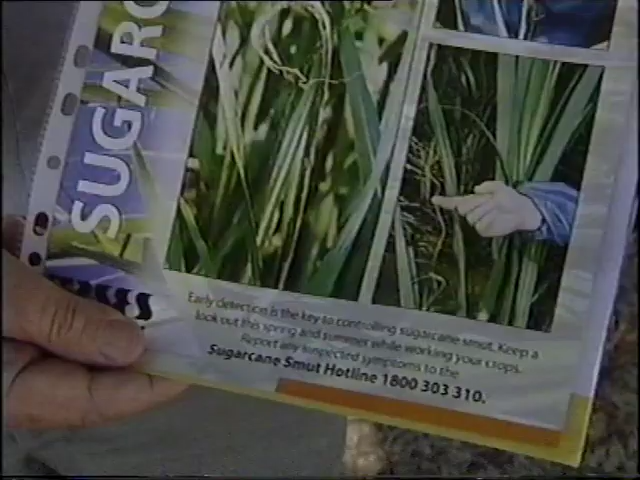 SUGARC
Early detection is the key to controlling sugarcane smut. Keep a
look out this spring and summer while working your crops.
Report any suspected symptoms to the
Sugarcane Smut Hotline 1800 303 310.